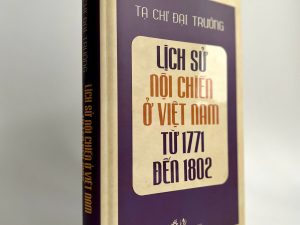 TẠ CHÍ ĐẠI TRƯỜNG
LỊCH SỬ
NỘI CHIẾN
Ở VIỆT NAM
TỪ 1771
ĐẾN 1802
LỊCH SỬ NỘI CHIẾN Ở VIỆT NAM